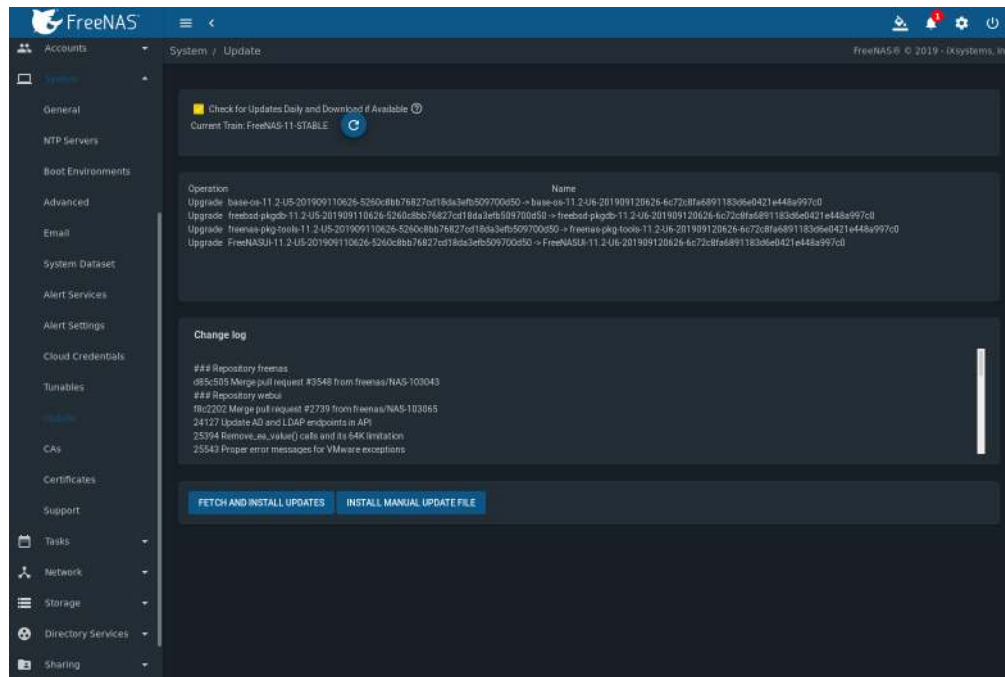 FreeNAS
1
System / Update
FreeNAS® © 2019 - iXsystems, In
Accounts
System
General
NTP Servers
Boot Environments
Advanced
Email
System Dataset
Alert Services
Alert Settings
Cloud Credentials
Tunables
Update
CAs
Certificates
Support
Tasks
Network
Storage
Directory Services
Sharing
Check for Updates Daily and Download if Available
Current Train: FreeNAS-11-STABLE
Operation Name
Upgrade base-os-11.2-U5-201909110626-5260c8bb76827cd18da3efb509700d50 -> base-os-11.2-U6-201909120626-6c72c8fa6891183d6e0421e448a997c0
Upgrade freebsd-pkgdb-11.2-U5-201909110626-5260c8bb76827cd18da3efb509700d50 -> freebsd-pkgdb-11.2-U6-201909120626-6c72c8fa6891183d6e0421e448a997c0
Upgrade freenas-pkg-tools-11.2-U5-201909110626-5260c8bb76827cd18da3efb509700d50 -> freenas-pkg-tools-11.2-U6-201909120626-6c72c8fa6891183d6e0421e448a997c0
Upgrade FreeNASUI-11.2-U5-201909110626-5260c8bb76827cd18da3efb509700d50 -> FreeNASUI-11.2-U6-201909120626-6c72c8fa6891183d6e0421e448a997c0
Change log
### Repository freenas
d85c505 Merge pull request #3548 from freenas/NAS-103043
### Repository webui
f8c2202 Merge pull request #2739 from freenas/NAS-103065
24127 Update AD and LDAP endpoints in API
25394 Remove_ea_value() calls and its 64K limitation
25543 Proper error messages for VMware exceptions
FETCH AND INSTALL UPDATES
INSTALL MANUAL UPDATE FILE